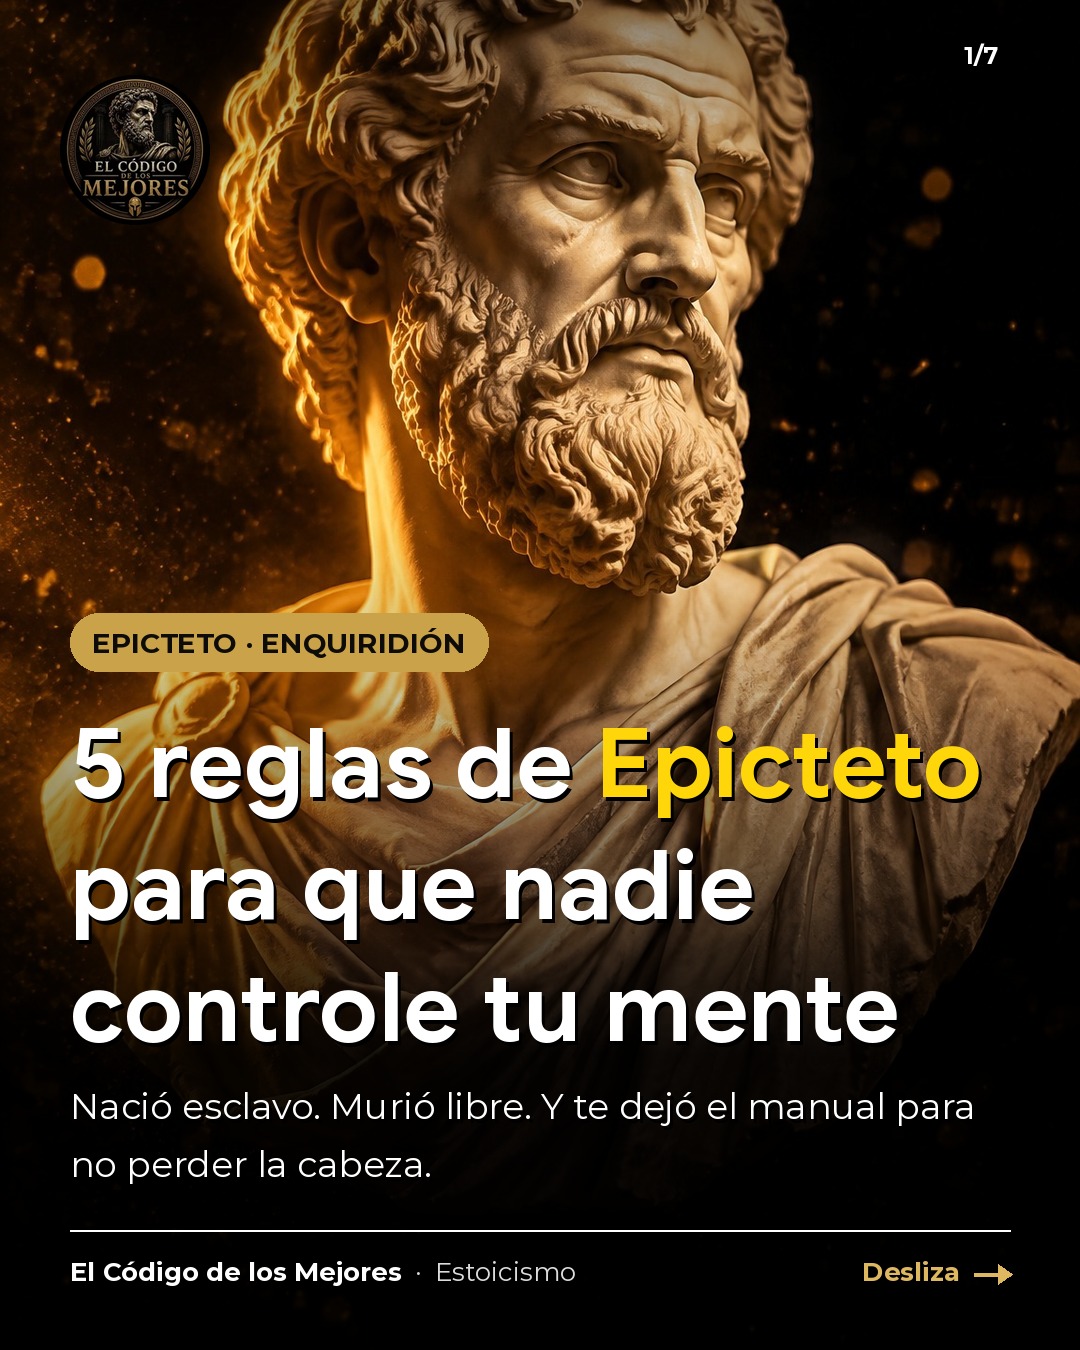 1/7
EL CÓDIGO
DE LOS
MEJORES
EPICTETO · ENQUIRIDIÓN
5 reglas de Epicteto
para que nadie
controle tu mente
Nació esclavo. Murió libre. Y te dejó el manual para
no perder la cabeza.
El Código de los Mejores · Estoicismo
Desliza →